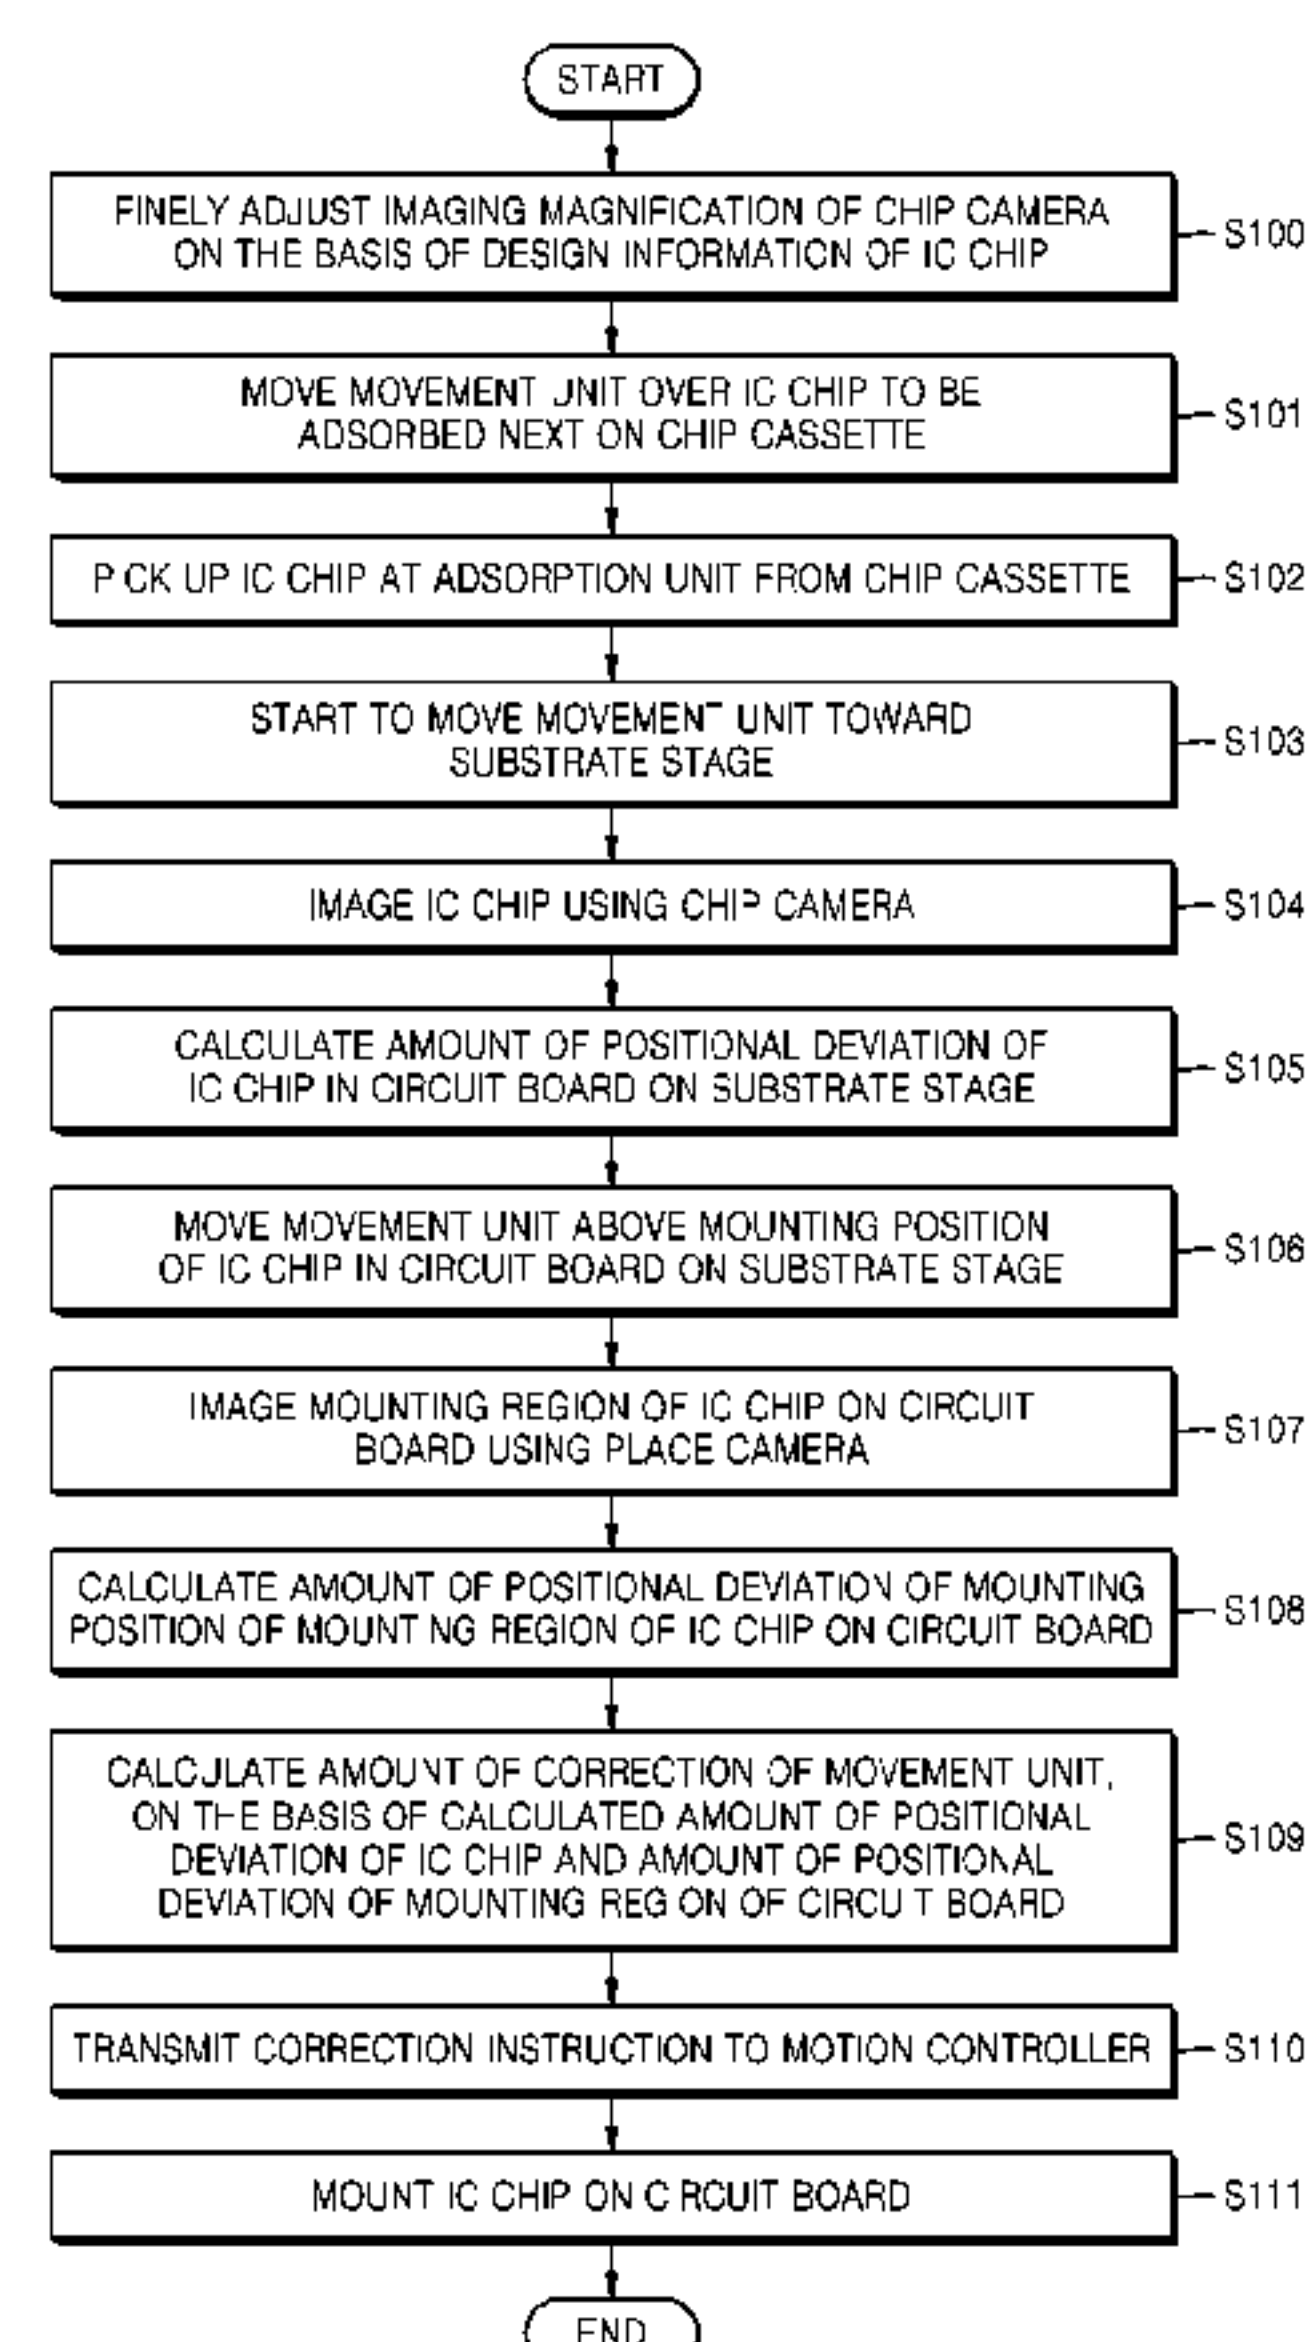 START
FINELY ADJUST IMAGING MAGNIFICATION OF CHIP CAMERA
ON THE BASIS OF DESIGN INFORMATION OF IC CHIP
S100
MOVE MOVEMENT UNIT OVER IC CHIP TO BE
ADSORBED NEXT ON CHIP CASSETTE
S101
PICK UP IC CHIP AT ADSORPTION UNIT FROM CHIP CASSETTE
S102
START TO MOVE MOVEMENT UNIT TOWARD
SUBSTRATE STAGE
S103
IMAGE IC CHIP USING CHIP CAMERA
S104
CALCULATE AMOUNT OF POSITIONAL DEVIATION OF
IC CHIP IN CIRCUIT BOARD ON SUBSTRATE STAGE
S105
MOVE MOVEMENT UNIT ABOVE MOUNTING POSITION
OF IC CHIP IN CIRCUIT BOARD ON SUBSTRATE STAGE
S106
IMAGE MOUNTING REGION OF IC CHIP ON CIRCUIT
BOARD USING PLACE CAMERA
S107
CALCULATE AMOUNT OF POSITIONAL DEVIATION OF MOUNTING
POSITION OF MOUNTING REGION OF IC CHIP ON CIRCUIT BOARD
S108
CALCULATE AMOUNT OF CORRECTION OF MOVEMENT UNIT,
ON THE BASIS OF CALCULATED AMOUNT OF POSITIONAL
DEVIATION OF IC CHIP AND AMOUNT OF POSITIONAL
DEVIATION OF MOUNTING REGION OF CIRCUIT BOARD
S109
TRANSMIT CORRECTION INSTRUCTION TO MOTION CONTROLLER
S110
MOUNT IC CHIP ON CIRCUIT BOARD
S111
END